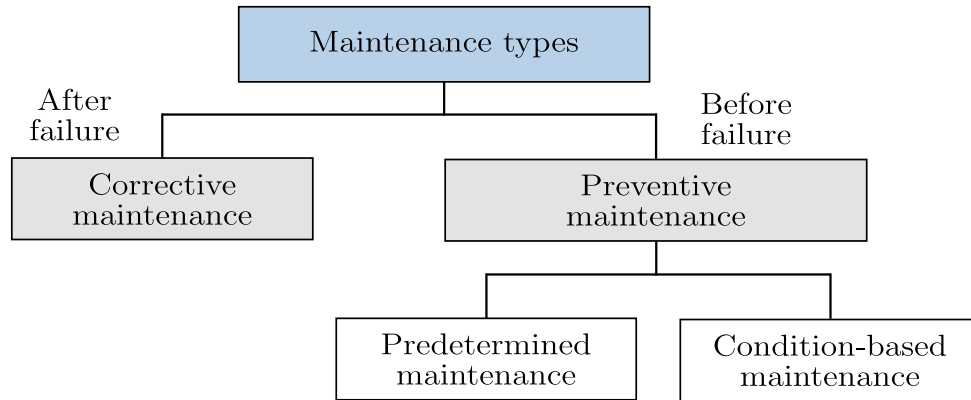 Maintenance types
After
failure
Before
failure
Corrective
maintenance
Preventive
maintenance
Predetermined
maintenance
Condition-based
maintenance